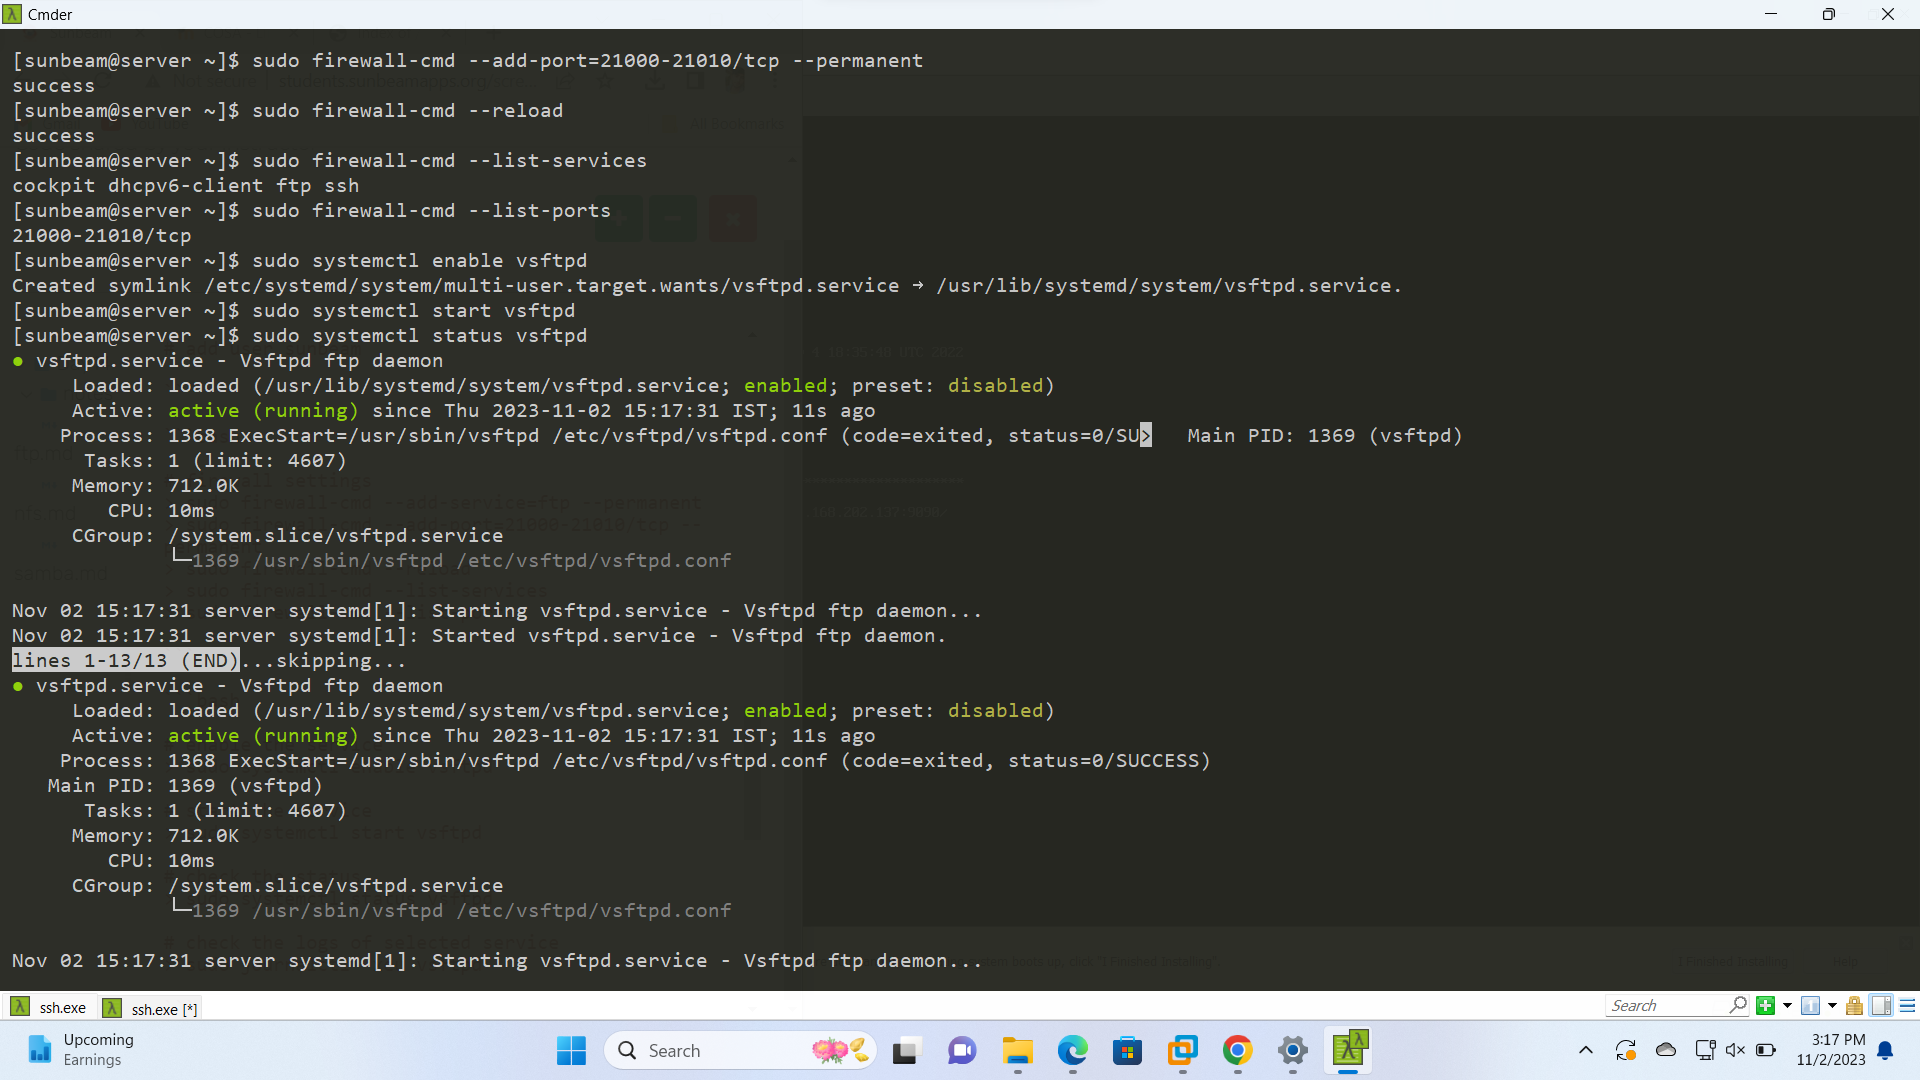 Cmder
[sunbeam@server ~]$ sudo firewall-cmd --add-port=21000-21010/tcp --permanent
success
[sunbeam@server ~]$ sudo firewall-cmd --reload
success
[sunbeam@server ~]$ sudo firewall-cmd --list-services
cockpit dhcpv6-client ftp ssh
[sunbeam@server ~]$ sudo firewall-cmd --list-ports
21000-21010/tcp
[sunbeam@server ~]$ sudo systemctl enable vsftpd
Created symlink /etc/systemd/system/multi-user.target.wants/vsftpd.service → /usr/lib/systemd/system/vsftpd.service.
[sunbeam@server ~]$ sudo systemctl start vsftpd
[sunbeam@server ~]$ sudo systemctl status vsftpd
● vsftpd.service - Vsftpd ftp daemon
Loaded: loaded (/usr/lib/systemd/system/vsftpd.service; enabled; preset: disabled)
Active: active (running) since Thu 2023-11-02 15:17:31 IST; 11s ago
Process: 1368 ExecStart=/usr/sbin/vsftpd /etc/vsftpd/vsftpd.conf (code=exited, status=0/SU>   Main PID: 1369 (vsftpd)
Tasks: 1 (limit: 4607)
Memory: 712.0K
CPU: 10ms
CGroup: /system.slice/vsftpd.service
└─1369 /usr/sbin/vsftpd /etc/vsftpd/vsftpd.conf
Nov 02 15:17:31 server systemd[1]: Starting vsftpd.service - Vsftpd ftp daemon...
Nov 02 15:17:31 server systemd[1]: Started vsftpd.service - Vsftpd ftp daemon.
lines 1-13/13 (END)...skipping...
● vsftpd.service - Vsftpd ftp daemon
Loaded: loaded (/usr/lib/systemd/system/vsftpd.service; enabled; preset: disabled)
Active: active (running) since Thu 2023-11-02 15:17:31 IST; 11s ago
Process: 1368 ExecStart=/usr/sbin/vsftpd /etc/vsftpd/vsftpd.conf (code=exited, status=0/SUCCESS)
Main PID: 1369 (vsftpd)
Tasks: 1 (limit: 4607)
Memory: 712.0K
CPU: 10ms
CGroup: /system.slice/vsftpd.service
└─1369 /usr/sbin/vsftpd /etc/vsftpd/vsftpd.conf
Nov 02 15:17:31 server systemd[1]: Starting vsftpd.service - Vsftpd ftp daemon...
ssh.exe ssh.exe [*] Search
Upcoming
Earnings
Search
3:17 PM
11/2/2023